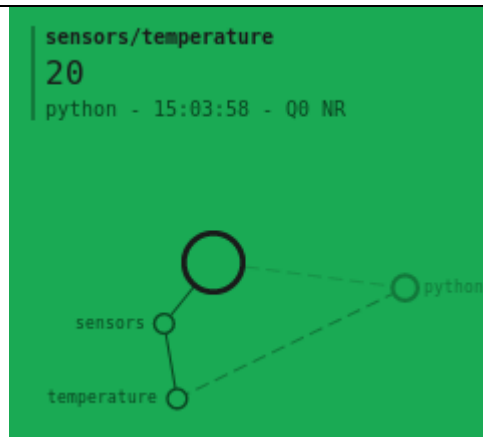 sensors/temperature
20
python - 15:03:58 - Q0 NR
python
sensors
temperature